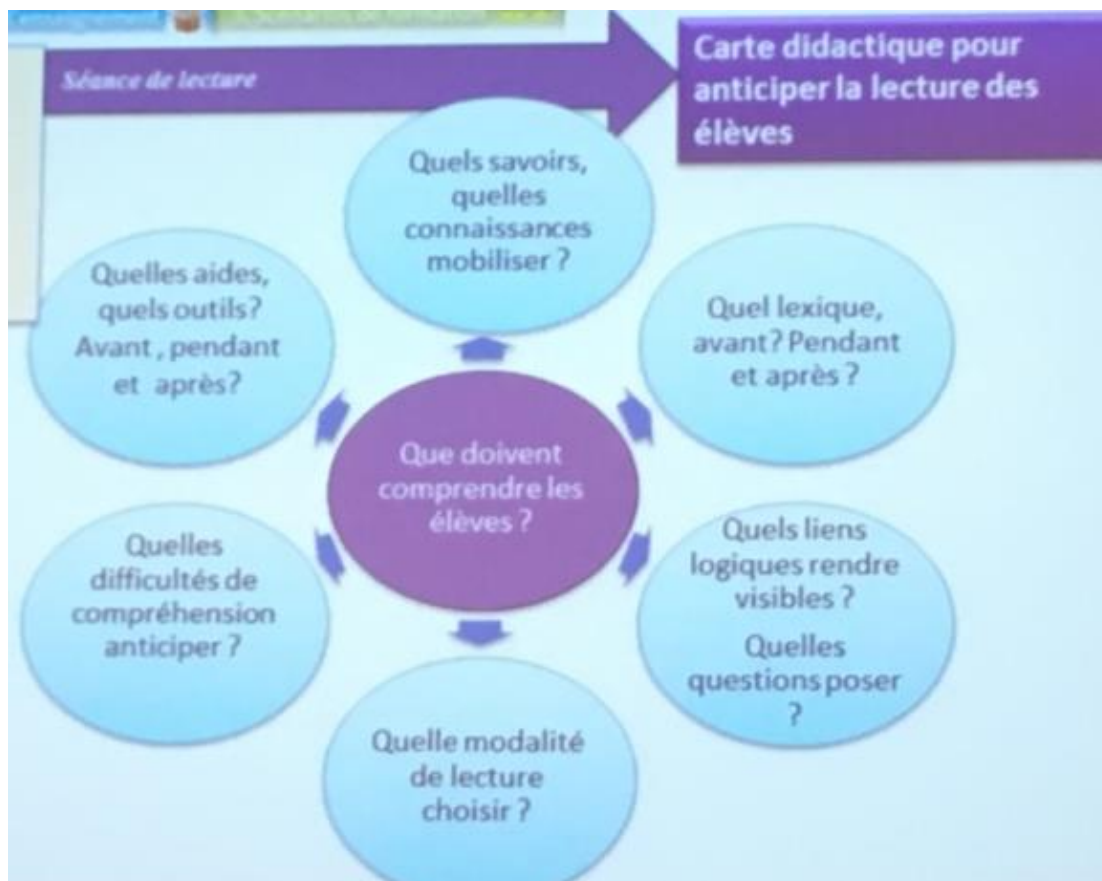 l'enseignement
Séance de lecture
Carte didactique pour
anticiper la lecture des
élèves
Quels savoirs,
quelles
connaissances
mobiliser ?
Quel lexique,
avant? Pendant
et après ?
Quels liens
logiques rendre
visibles ?
Quelles
questions poser
?
Quelle modalité
de lecture
choisir ?
Quelles
difficultés de
compréhension
anticiper ?
Quelles aides,
quels outils?
Avant , pendant
et après?
Que doivent
comprendre les
élèves ?